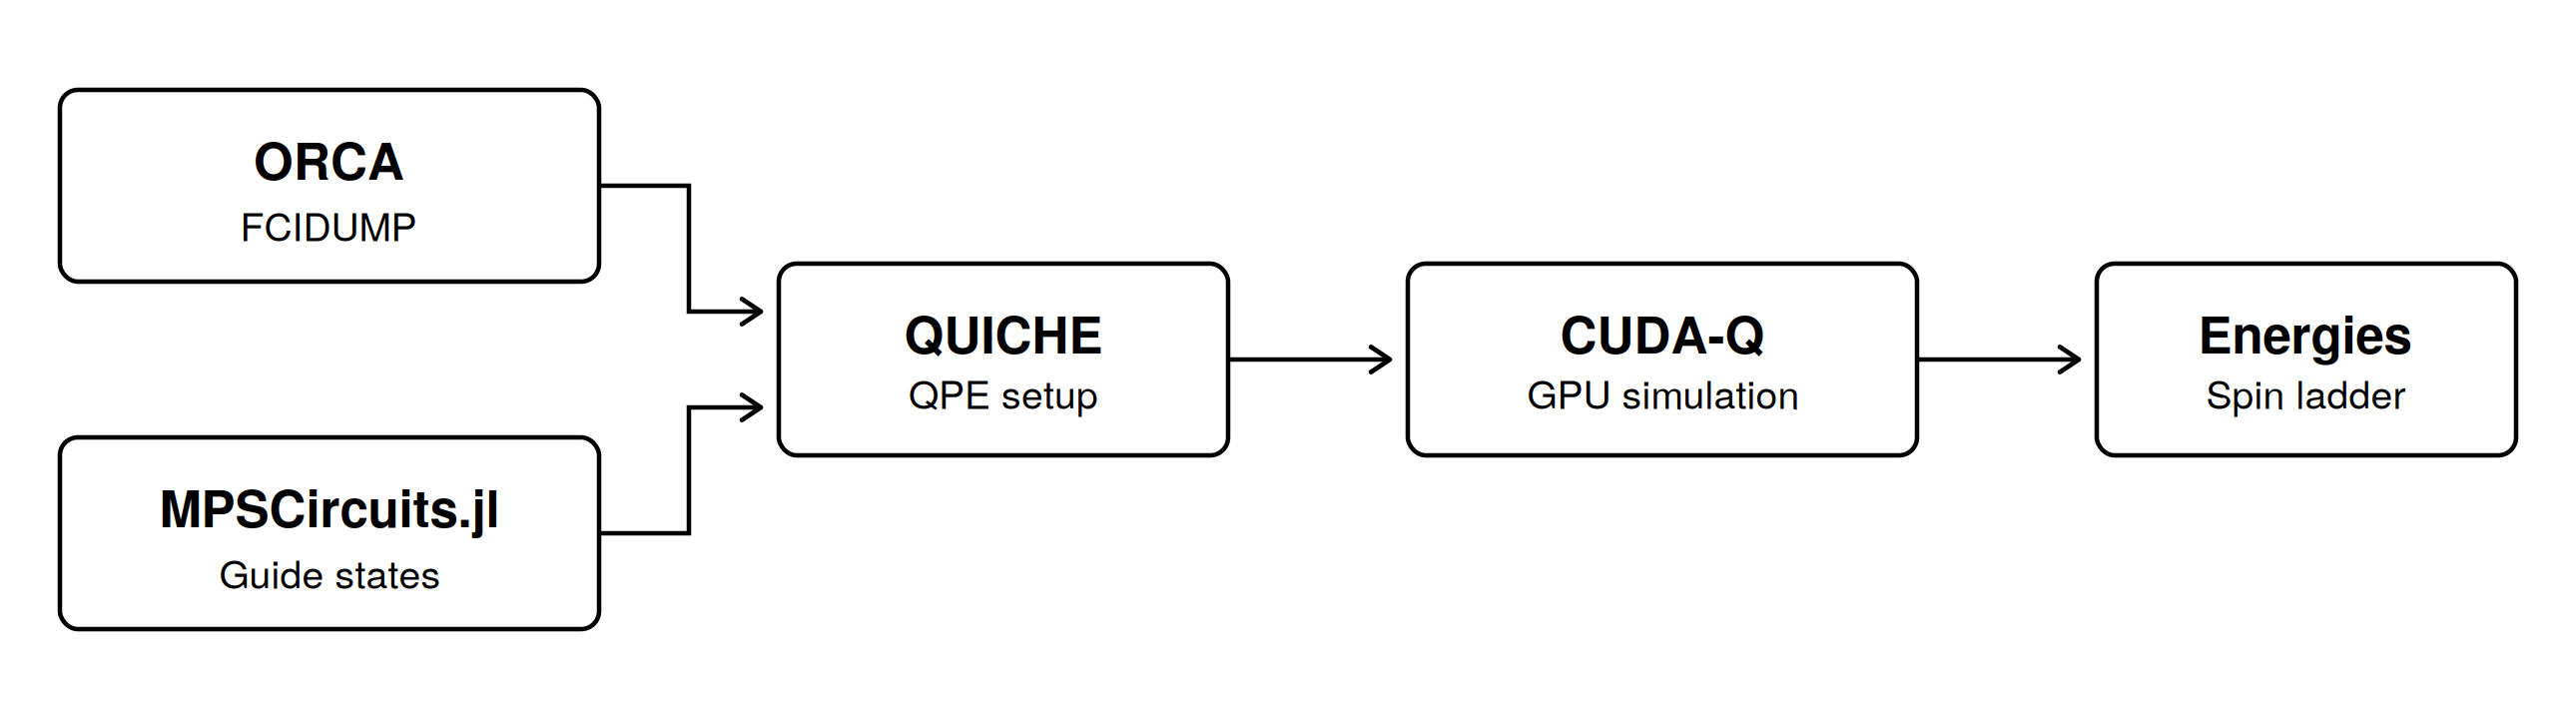 ORCA
FCIDUMP
MPSCircuits.jl
Guide states
QUICHE
QPE setup
CUDA-Q
GPU simulation
Energies
Spin ladder